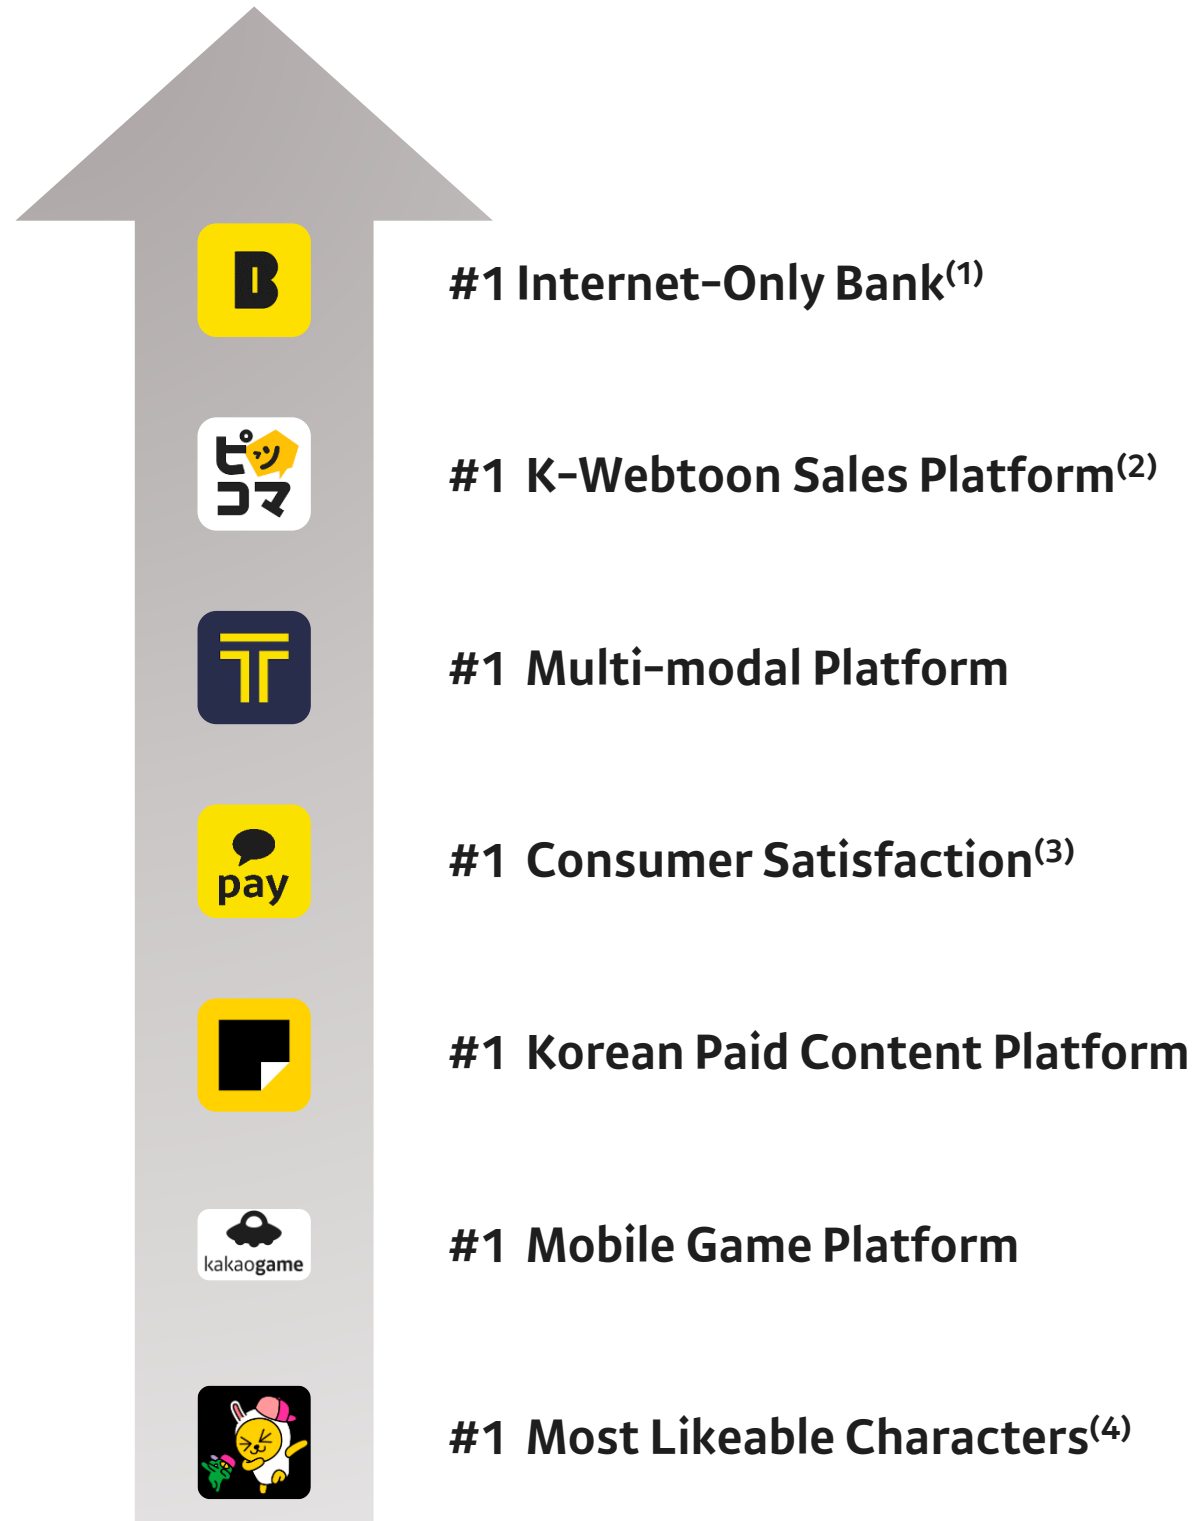 B
#1 Internet-Only Bank(1)
ピッ
コマ
#1 K-Webtoon Sales Platform(2)
T
#1 Multi-modal Platform
pay
#1 Consumer Satisfaction(3)
#1 Korean Paid Content Platform
kakaogame
#1 Mobile Game Platform
#1 Most Likeable Characters(4)